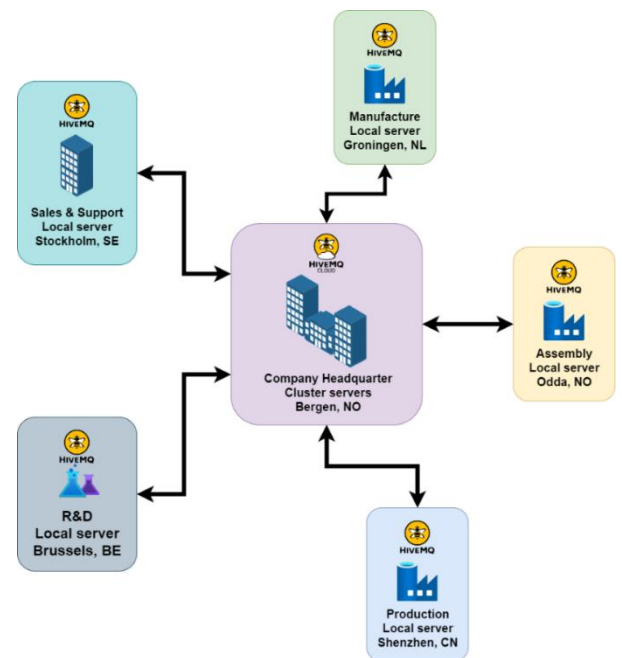 HIVEMQ
Manufacture
Local server
Groningen, NL
HIVEMQ
Sales & Support
Local server
Stockholm, SE
HIVEMQ
CLOUD
Company Headquarter
Cluster servers
Bergen, NO
HIVEMQ
Assembly
Local server
Odda, NO
HIVEMQ
R&D
Local server
Brussels, BE
HIVEMQ
Production
Local server
Shenzhen, CN